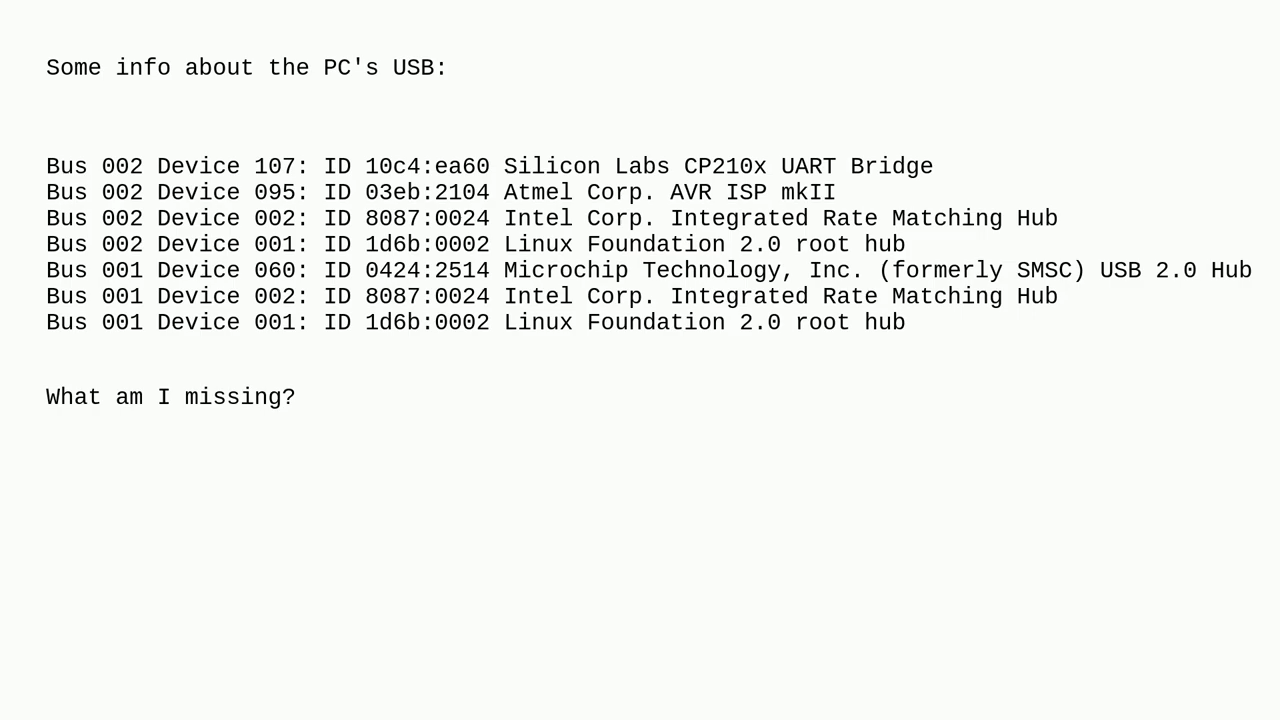 Some info about the PC's USB:
Bus 002 Device 107: ID 10c4:ea60 Silicon Labs CP210x UART Bridge
Bus 002 Device 095: ID 03eb:2104 Atmel Corp. AVR ISP mkII
Bus 002 Device 002: ID 8087:0024 Intel Corp. Integrated Rate Matching Hub
Bus 002 Device 001: ID 1d6b:0002 Linux Foundation 2.0 root hub
Bus 001 Device 060: ID 0424:2514 Microchip Technology, Inc. (formerly SMSC) USB 2.0 Hub
Bus 001 Device 002: ID 8087:0024 Intel Corp. Integrated Rate Matching Hub
Bus 001 Device 001: ID 1d6b:0002 Linux Foundation 2.0 root hub
What am I missing?